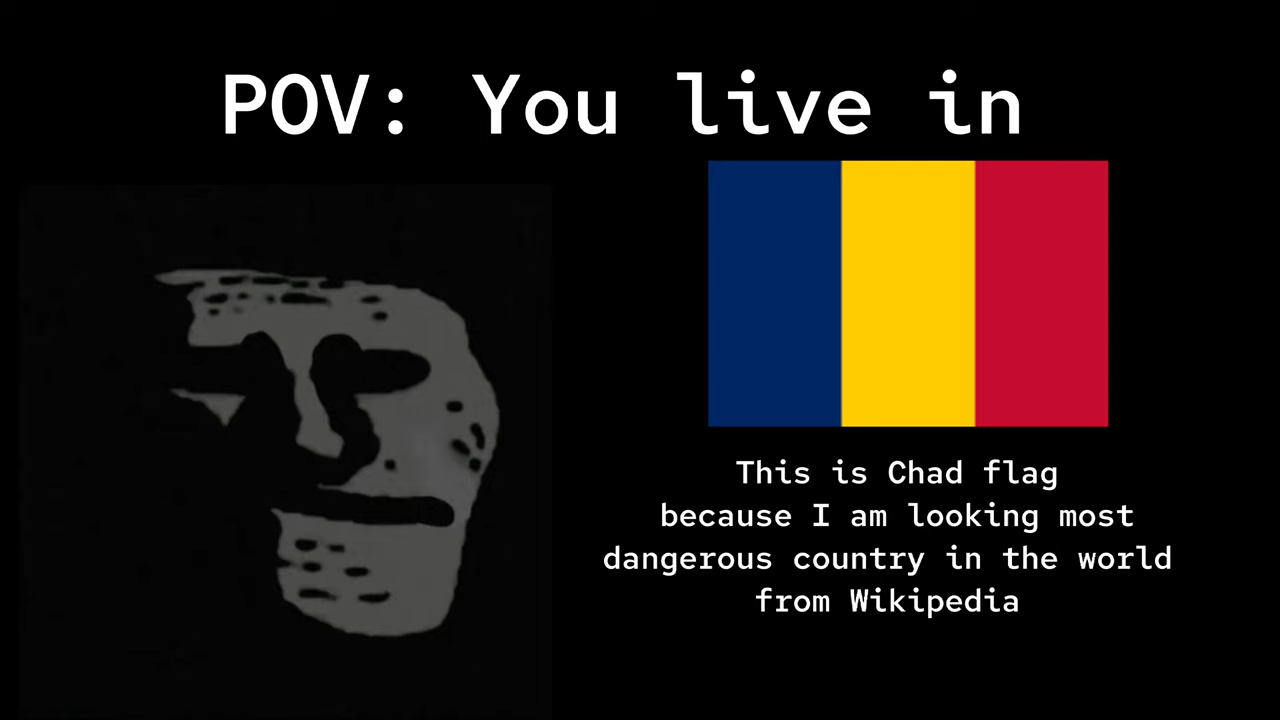 POV: You live in
This is Chad flag
because I am looking most
dangerous country in the world
from Wikipedia